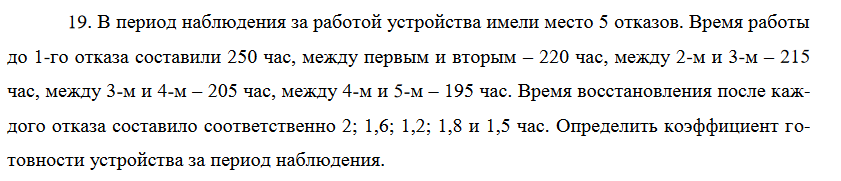 19. В период наблюдения за работой устройства имели место 5 отказов. Время работы
до 1-го отказа составили 250 час, между первым и вторым – 220 час, между 2-м и 3-м – 215
час, между 3-м и 4-м – 205 час, между 4-м и 5-м – 195 час. Время восстановления после каж-
дого отказа составило соответственно 2; 1,6; 1,2; 1,8 и 1,5 час. Определить коэффициент го-
товности устройства за период наблюдения.